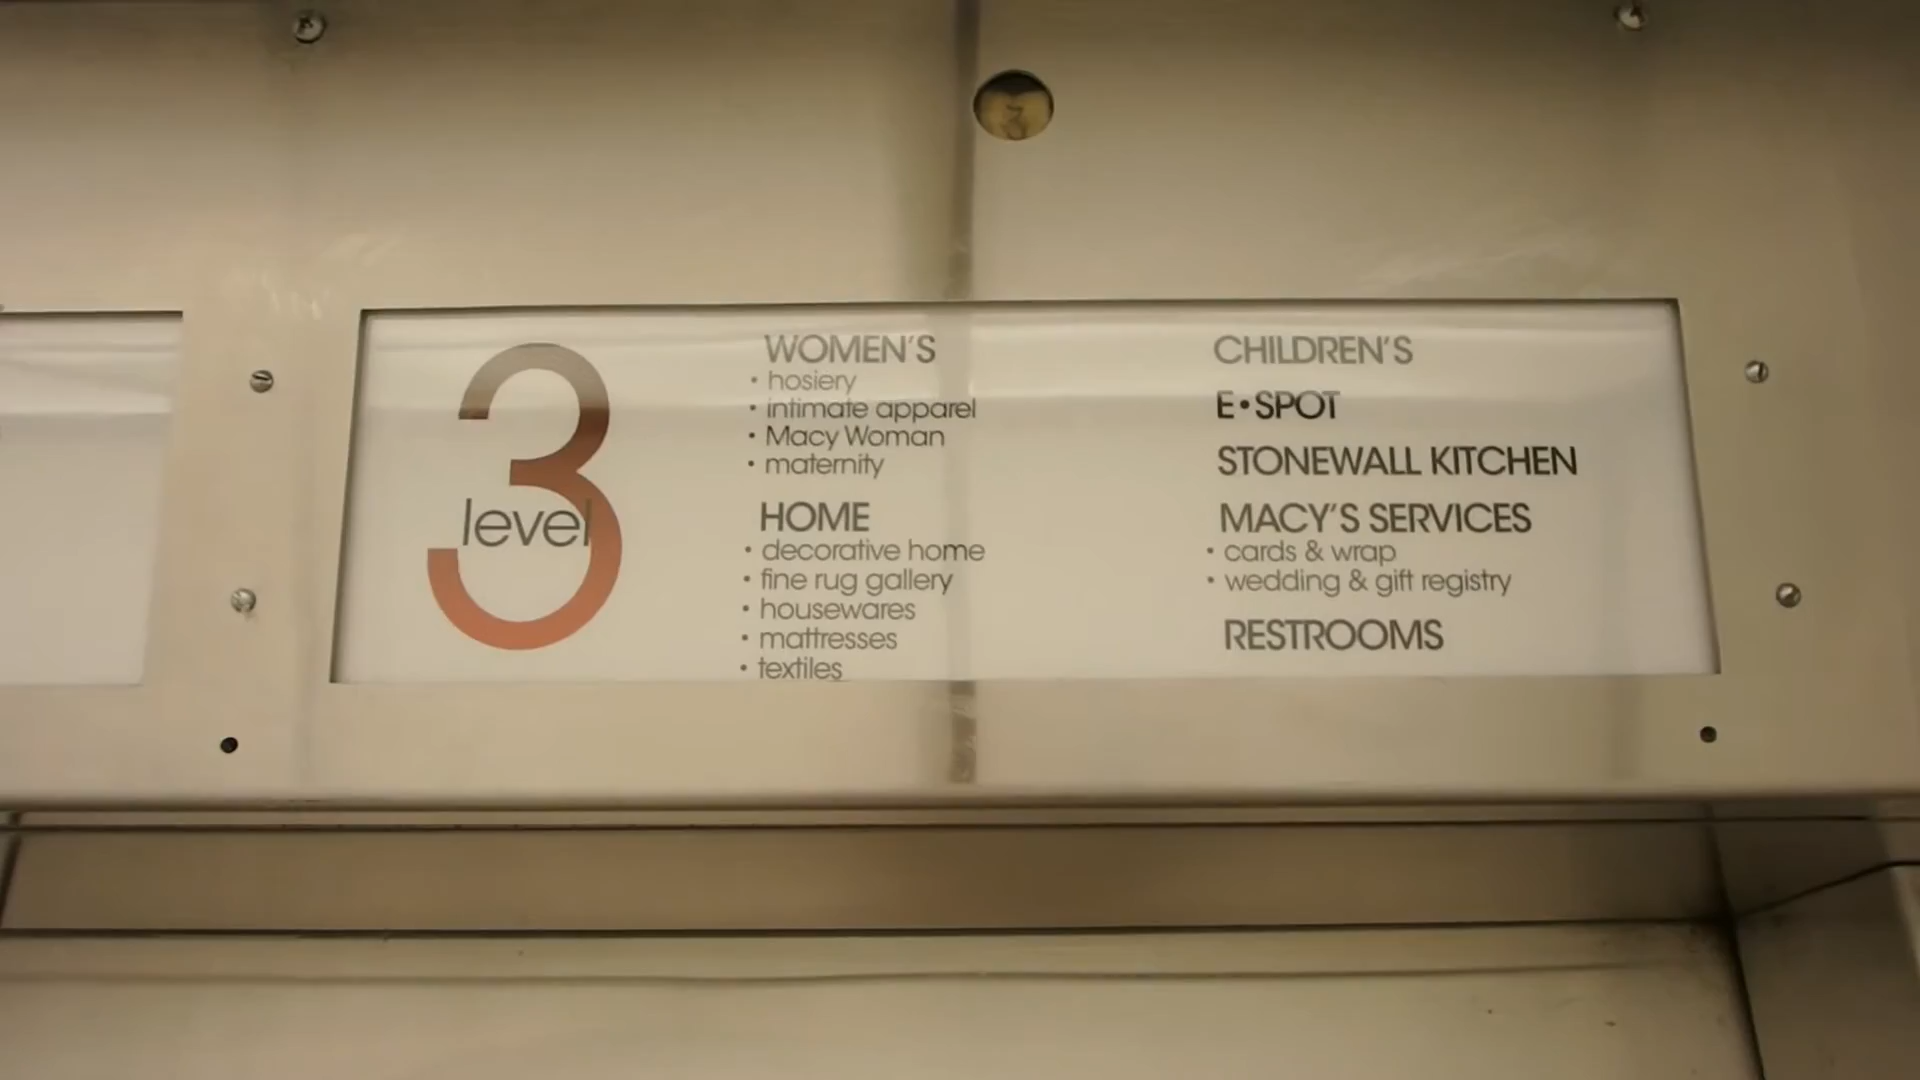 3
3
level
WOMEN'S
• hosiery
• intimate apparel
• Macy Woman
• maternity
HOME
• decorative home
• fine rug gallery
• housewares
• mattresses
• textiles
CHILDREN'S
E•SPOT
STONEWALL KITCHEN
MACY'S SERVICES
• cards & wrap
• wedding & gift registry
RESTROOMS